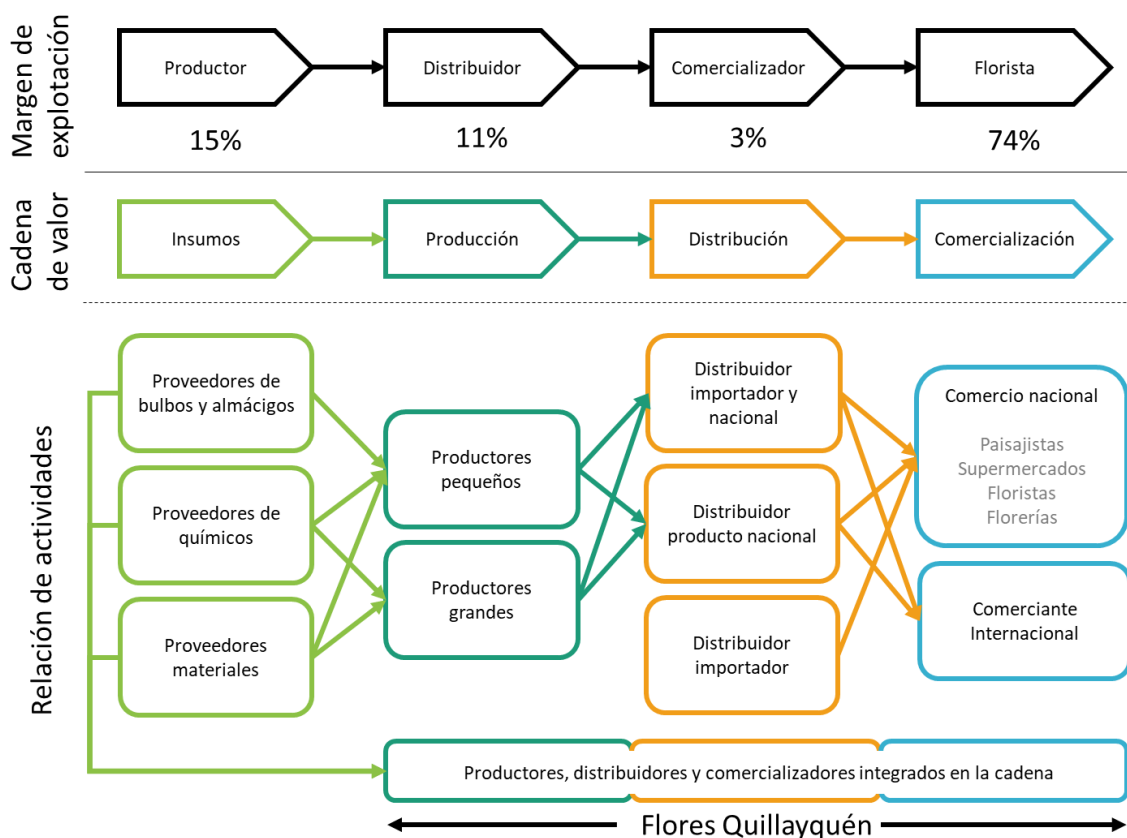 Margen de
explotación
Productor
Distribuidor
Comercializador
Florista
15%
11%
3%
74%
Cadena
de valor
Insumos
Producción
Distribución
Comercialización
Relación de actividades
Proveedores de
bulbos y almácigos
Proveedores de
químicos
Proveedores
materiales
Productores
pequeños
Productores
grandes
Distribuidor
importador y
nacional
Distribuidor
producto nacional
Distribuidor
importador
Comercio nacional
Paisajistas
Supermercados
Floristas
Florerías
Comerciante
Internacional
Productores, distribuidores y comercializadores integrados en la cadena
Flores Quillayquén